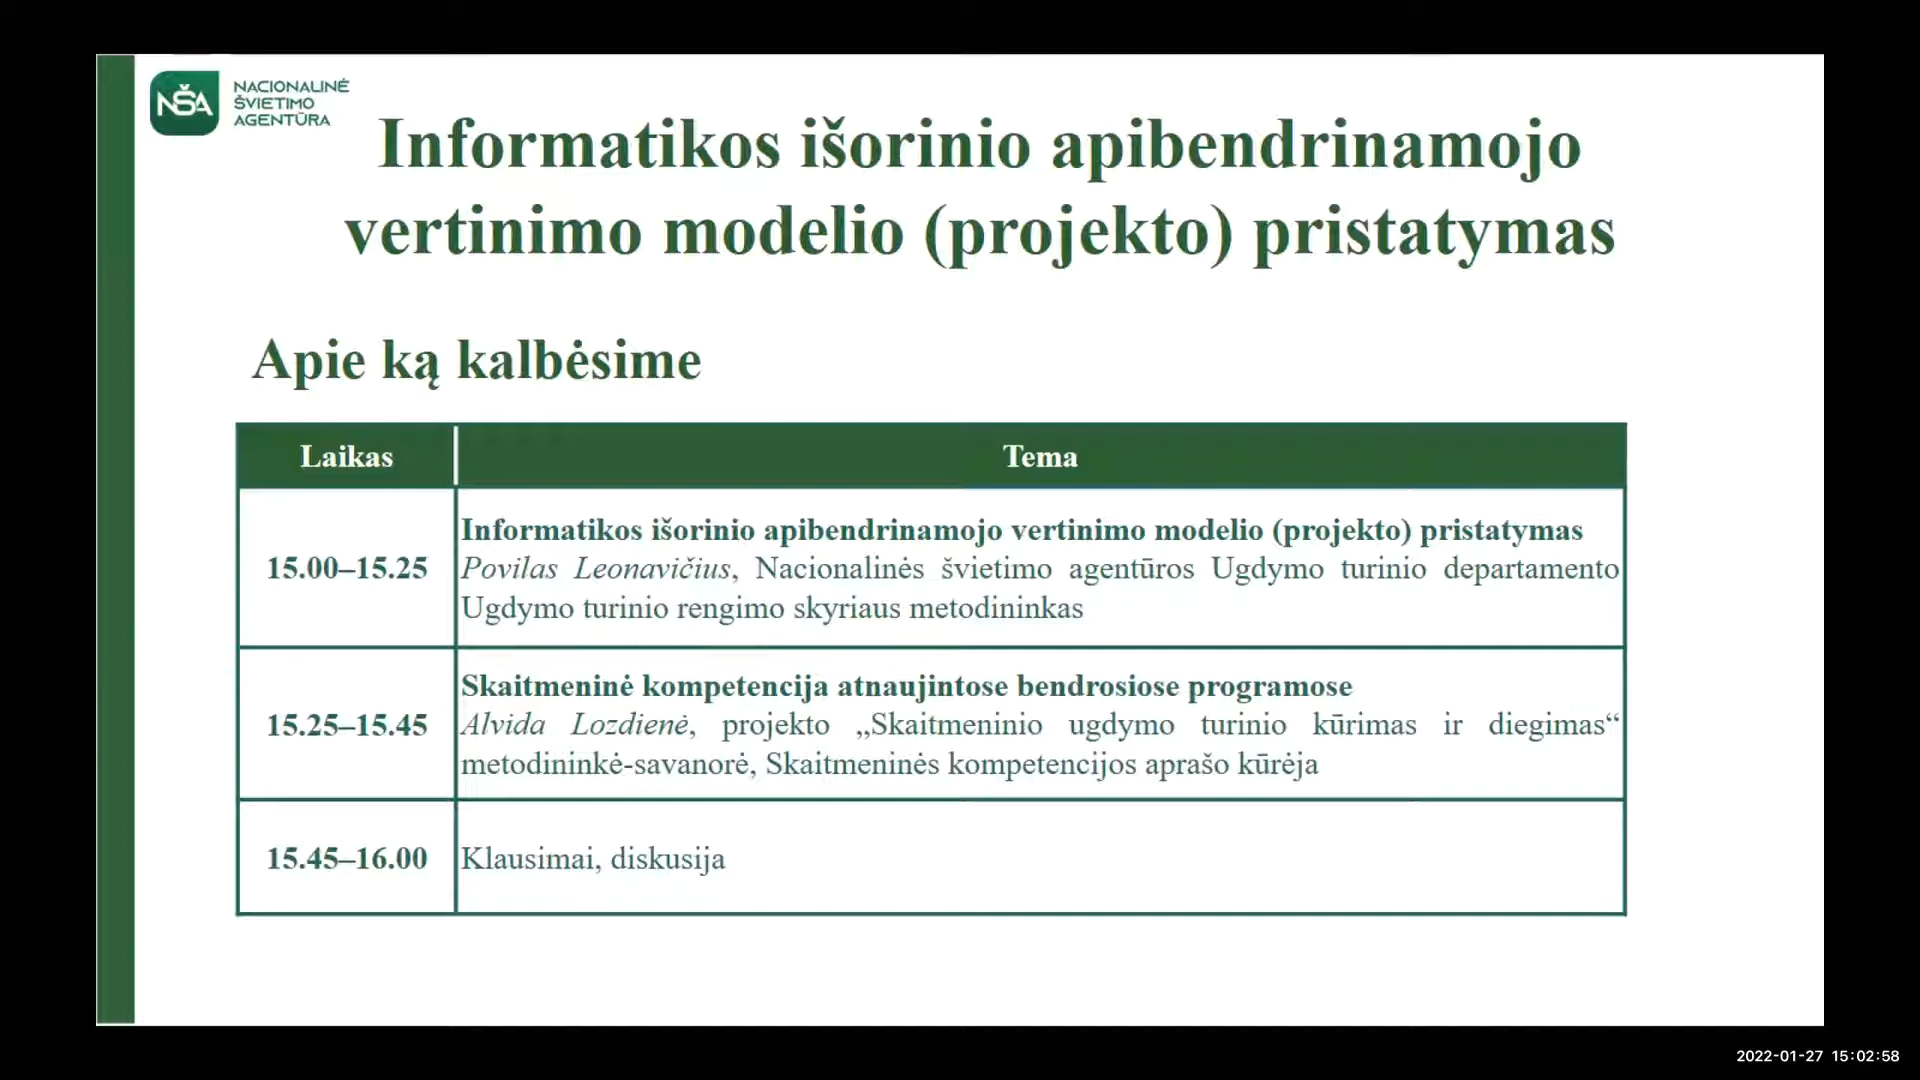 NŠA
NACIONALINĖ
ŠVIETIMO
AGENTŪRA
Informatikos išorinio apibendrinamojo
vertinimo modelio (projekto) pristatymas
Apie ką kalbėsime
Laikas
Tema
15.00–15.25
Informatikos išorinio apibendrinamojo vertinimo modelio (projekto) pristatymas
Povilas Leonavičius, Nacionalinės švietimo agentūros Ugdymo turinio departamento
Ugdymo turinio rengimo skyriaus metodininkas
15.25–15.45
Skaitmeninė kompetencija atnaujintose bendrosiose programose
Alvida Lozdienė, projekto „Skaitmeninio ugdymo turinio kūrimas ir diegimas“
metodininkė-savanorė, Skaitmeninės kompetencijos aprašo kūrėja
15.45–16.00
Klausimai, diskusija
2022-01-27 15:02:58